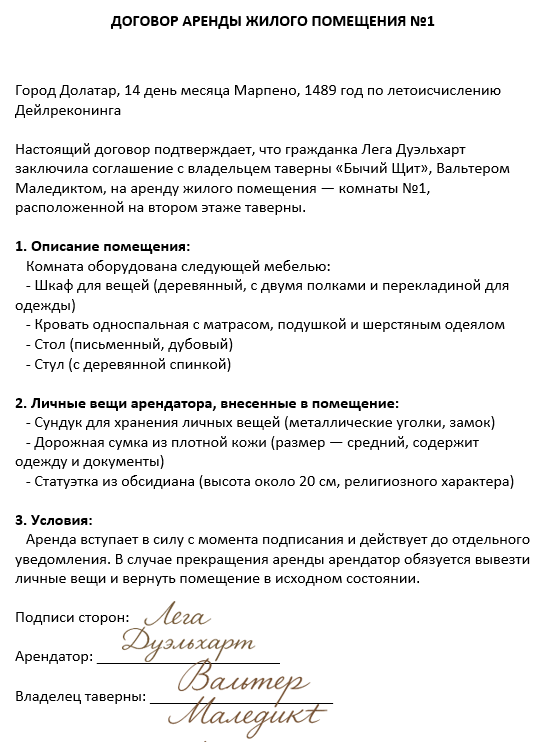 ДОГОВОР АРЕНДЫ ЖИЛОГО ПОМЕЩЕНИЯ №1
Город Долатар, 14 день месяца Марпено, 1489 год по летоисчислению
Дейлреконинга
Настоящий договор подтверждает, что гражданка Лега Дуэльхарт
заключила соглашение с владельцем таверны «Бычий Щит», Вальтером
Маледиктом, на аренду жилого помещения — комнаты №1,
расположенной на втором этаже таверны.
1. Описание помещения:
Комната оборудована следующей мебелью:
- Шкаф для вещей (деревянный, с двумя полками и перекладиной для
одежды)
- Кровать односпальная с матрасом, подушкой и шерстяным одеялом
- Стол (письменный, дубовый)
- Стул (с деревянной спинкой)
2. Личные вещи арендатора, внесенные в помещение:
- Сундук для хранения личных вещей (металлические уголки, замок)
- Дорожная сумка из плотной кожи (размер — средний, содержит
одежду и документы)
- Статуэтка из обсидиана (высота около 20 см, религиозного характера)
3. Условия:
Аренда вступает в силу с момента подписания и действует до отдельного
уведомления. В случае прекращения аренды арендатор обязуется вывезти
личные вещи и вернуть помещение в исходном состоянии.
Подписи сторон: Лега
Дуэльхарт
Арендатор: ______________________
Вальтер
Владелец таверны: ______________________
Маледикt